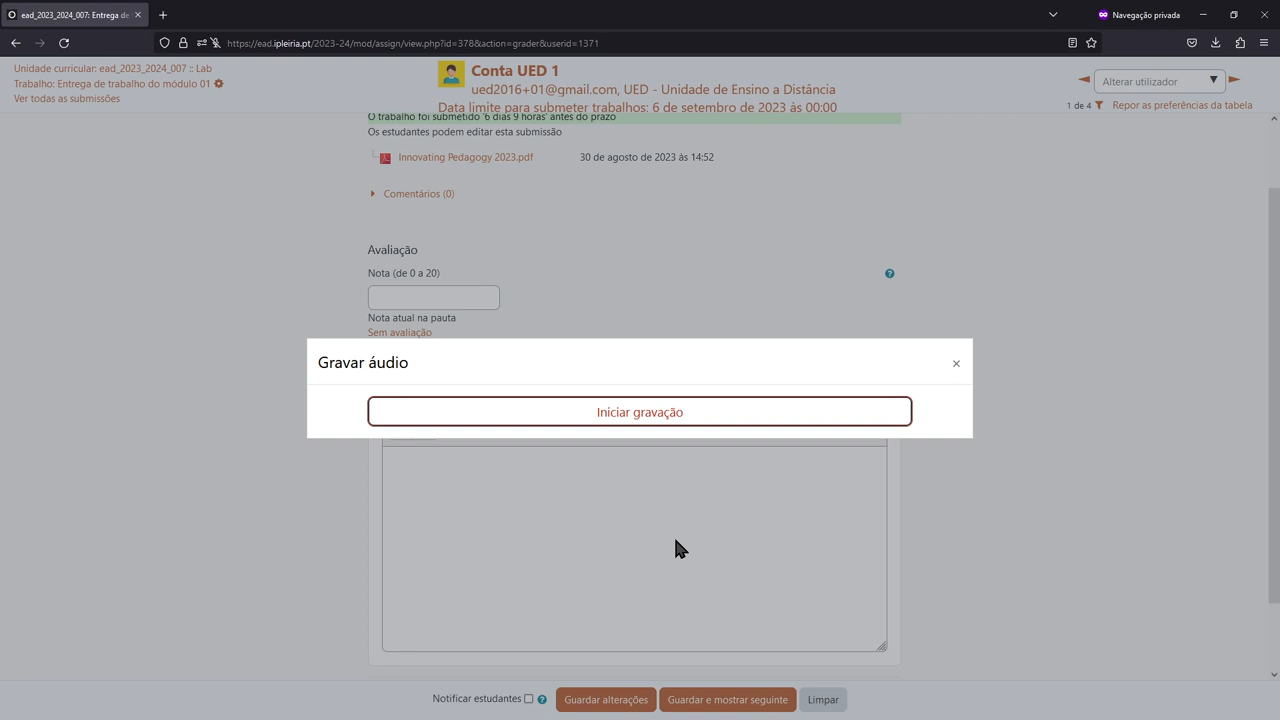 ead_2023_2024_007: Entrega de
Navegação privada
https://ead.ipleiria.pt/2023-24/mod/assign/view.php?id=378&action=grader&userid=1371
Unidade curricular: ead_2023_2024_007 :: Lab
Trabalho: Entrega de trabalho do módulo 01
Ver todas as submissões
Conta UED 1
ued2016+01@gmail.com, UED - Unidade de Ensino a Distância
Data limite para submeter trabalhos: 6 de setembro de 2023 às 00:00
Alterar utilizador
1 de 4
Repor as preferências da tabela
O trabalho foi submetido '6 dias 9 horas' antes do prazo
Os estudantes podem editar esta submissão
Innovating Pedagogy 2023.pdf 30 de agosto de 2023 às 14:52
Comentários (0)
Avaliação
Nota (de 0 a 20)
Nota atual na pauta
Sem avaliação
Gravar áudio
Iniciar gravação
Notificar estudantes
Guardar alterações
Guardar e mostrar seguinte
Limpar